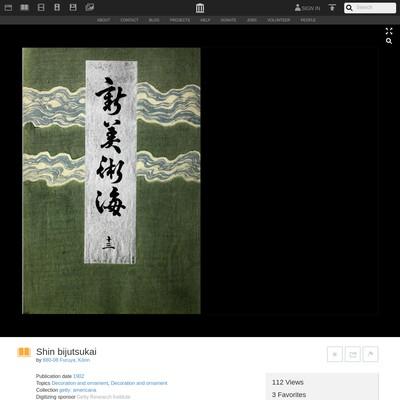 SIGN IN
Search
ABOUT CONTACT BLOG PROJECTS HELP DONATE JOBS VOLUNTEER PEOPLE
新美術海
十三
Shin bijutsukai
by 880-08 Furuya, Kōrin
Publication date 1902
Topics Decoration and ornament, Decoration and ornament
Collection getty; americana
Digitizing sponsor Getty Research Institute
112 Views
3 Favorites